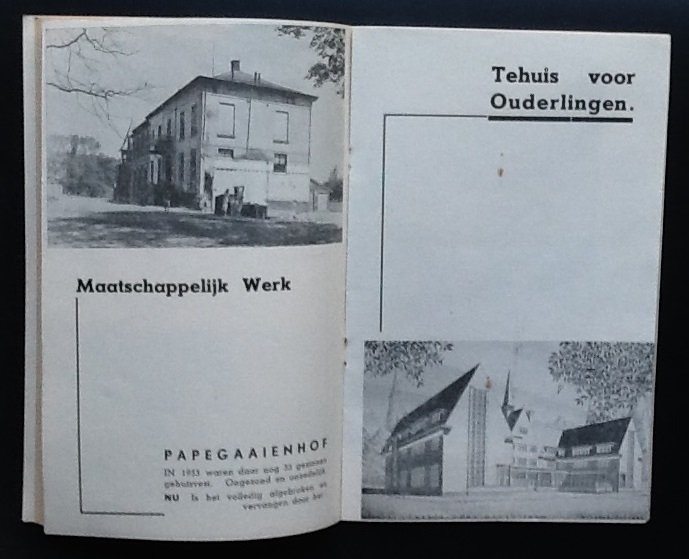 Maatschappelijk Werk
PAPEGAAIENHOF
IN 1953 waren daar nog 53 gezinnen
gehuisvest. Ongezond en onzedelijk
NU Is het volledig afgebroken en
vervangen door het
Tehuis voor
Ouderlingen.